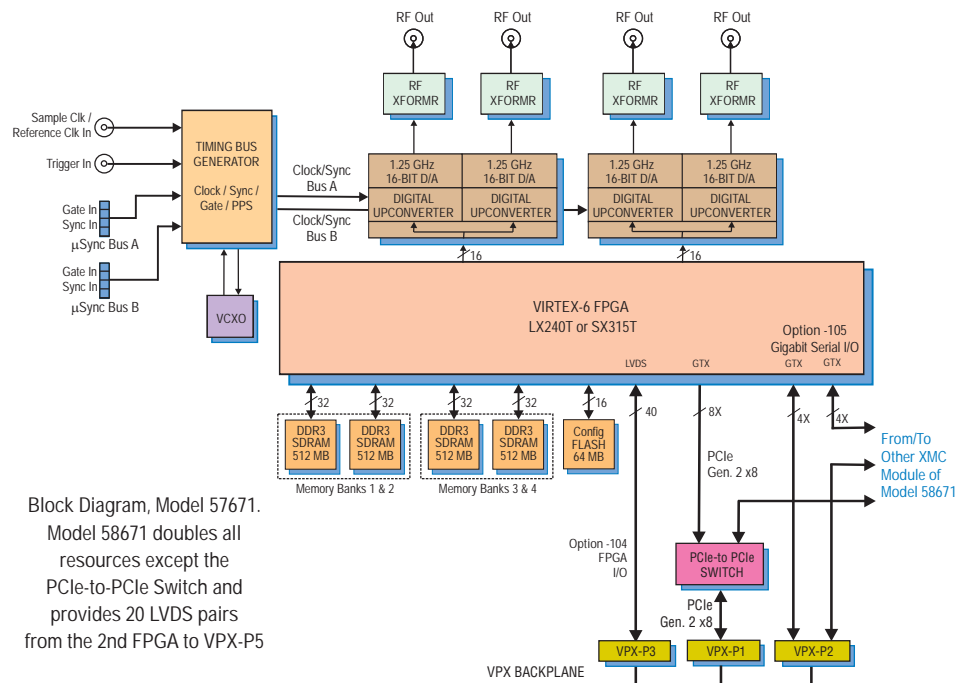 RF Out
RF Out
RF Out
RF Out
RF
XFORMR
RF
XFORMR
RF
XFORMR
RF
XFORMR
Sample Clk /
Reference Clk In
Trigger In
TIMING BUS
GENERATOR
Clock / Sync /
Gate / PPS
Gate In
Sync In
µSync Bus A
Gate In
Sync In
µSync Bus B
VCXO
Clock/Sync
Bus A
Clock/Sync
Bus B
1.25 GHz
16-BIT D/A
1.25 GHz
16-BIT D/A
DIGITAL
UPCONVERTER
DIGITAL
UPCONVERTER
1.25 GHz
16-BIT D/A
1.25 GHz
16-BIT D/A
DIGITAL
UPCONVERTER
DIGITAL
UPCONVERTER
16
16
VIRTEX-6 FPGA
LX240T or SX315T
Option -105
Gigabit Serial I/O
LVDS
GTX
GTX
GTX
32
32
32
32
16
40
8X
4X
4X
DDR3
SDRAM
512 MB
DDR3
SDRAM
512 MB
DDR3
SDRAM
512 MB
DDR3
SDRAM
512 MB
Config
FLASH
64 MB
Memory Banks 1 & 2
Memory Banks 3 & 4
PCIe
Gen. 2 x8
From/To
Other XMC
Module of
Model 58671
Block Diagram, Model 57671.
Model 58671 doubles all
resources except the
PCIe-to-PCIe Switch and
provides 20 LVDS pairs
from the 2nd FPGA to VPX-P5
Option -104
FPGA
I/O
PCIe-to PCIe
SWITCH
PCIe
Gen. 2 x8
VPX BACKPLANE
VPX-P3
VPX-P1
VPX-P2